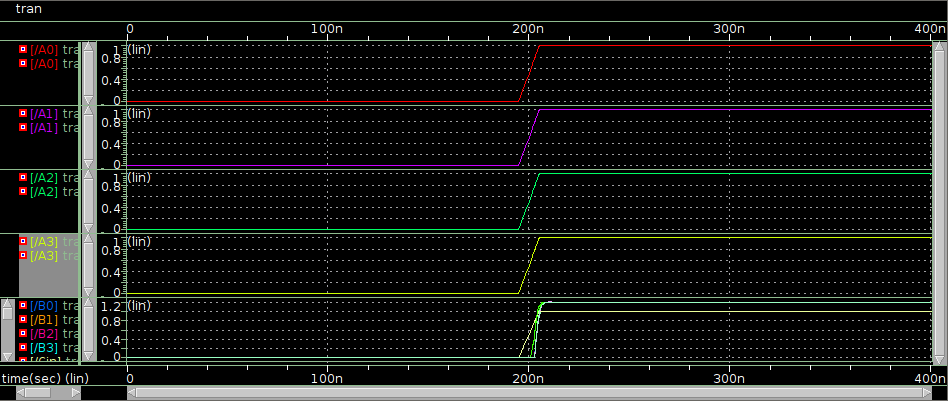 tran
0 100n 200n 300n 400n
[/A0] tra
[/A0] tra
1 (lin)
0.8
0.4
0
[/A1] tra
[/A1] tra
1 (lin)
0.8
0.4
0
[/A2] tra
[/A2] tra
1 (lin)
0.8
0.4
0
[/A3] tra
[/A3] tra
1 (lin)
0.8
0.4
0
[/B0] tra
[/B1] tra
[/B2] tra
[/B3] tra
1.2 (lin)
0.8
0.4
0
time(sec) (lin) 0 100n 200n 300n 400n